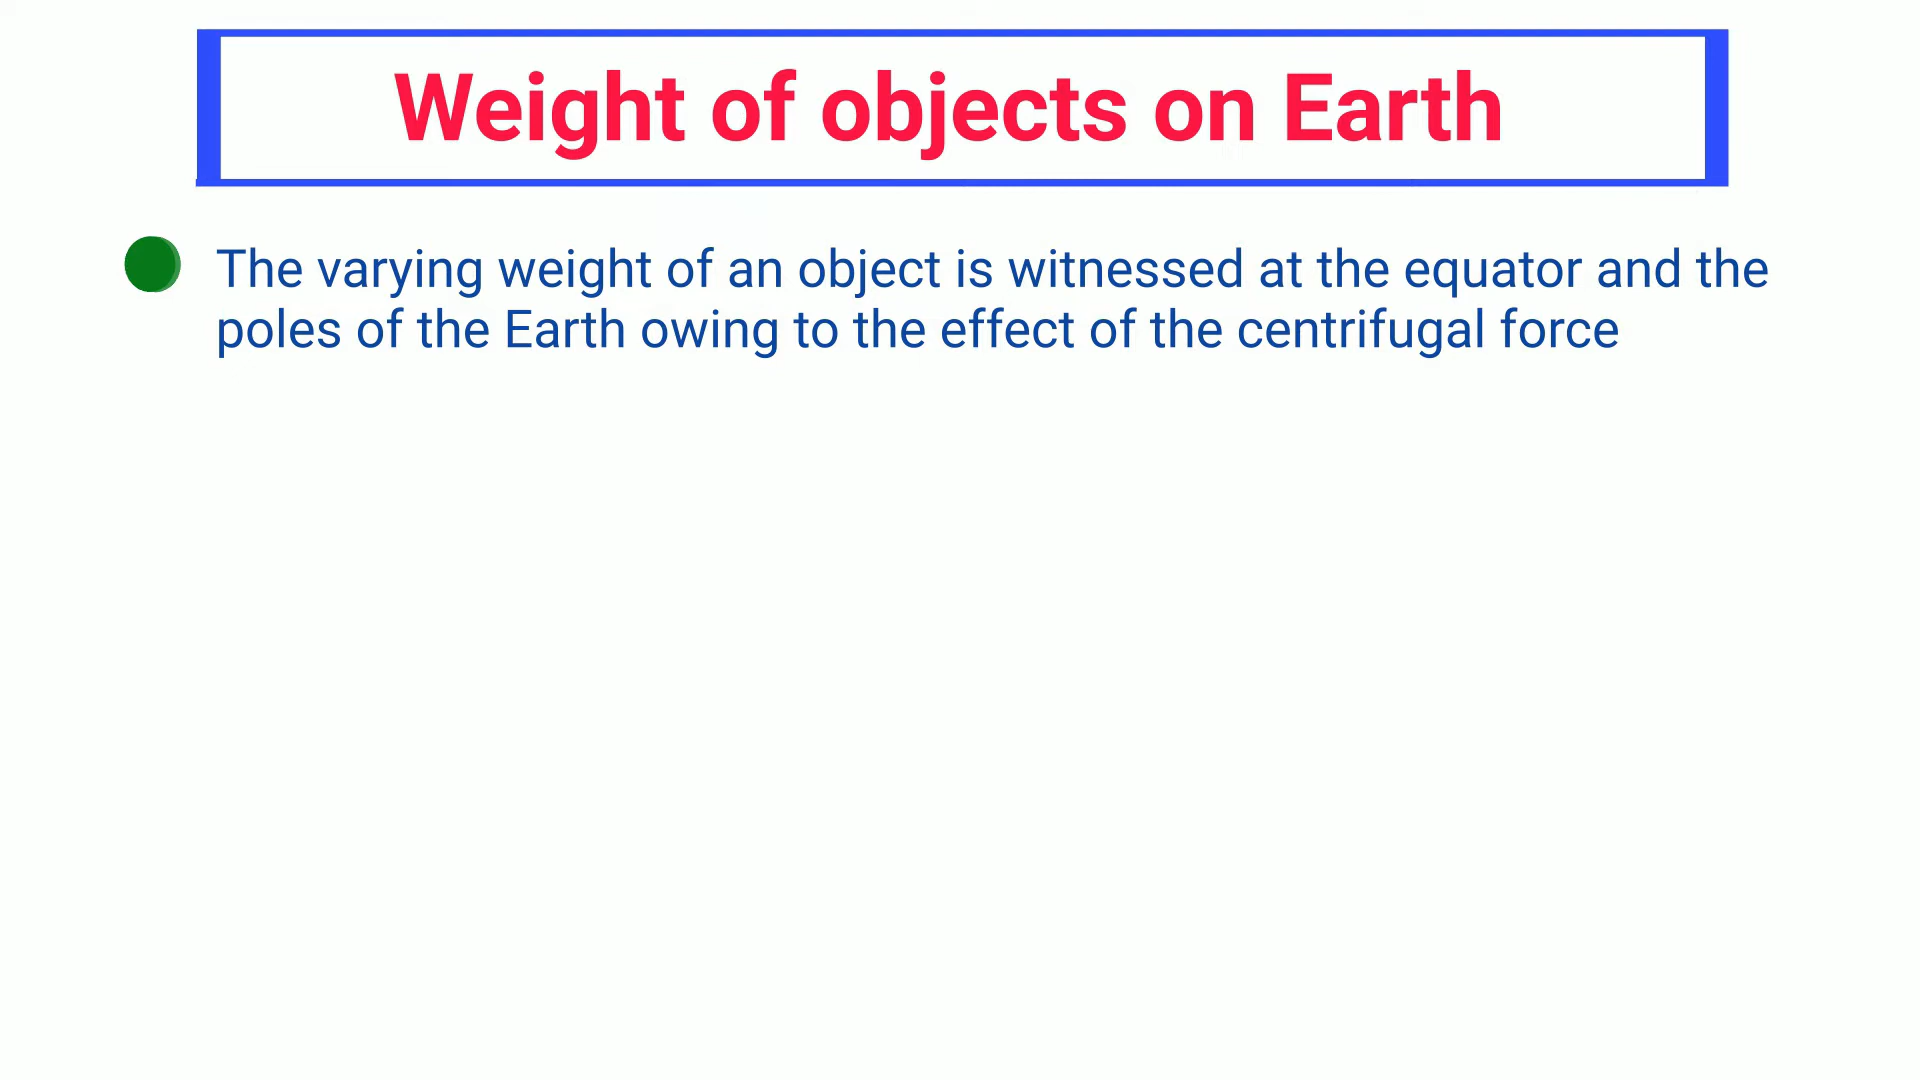 Weight of objects on Earth
The varying weight of an object is witnessed at the equator and the
poles of the Earth owing to the effect of the centrifugal force